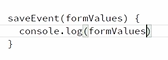 saveEvent(formValues) {
  console.log(formValues)
}